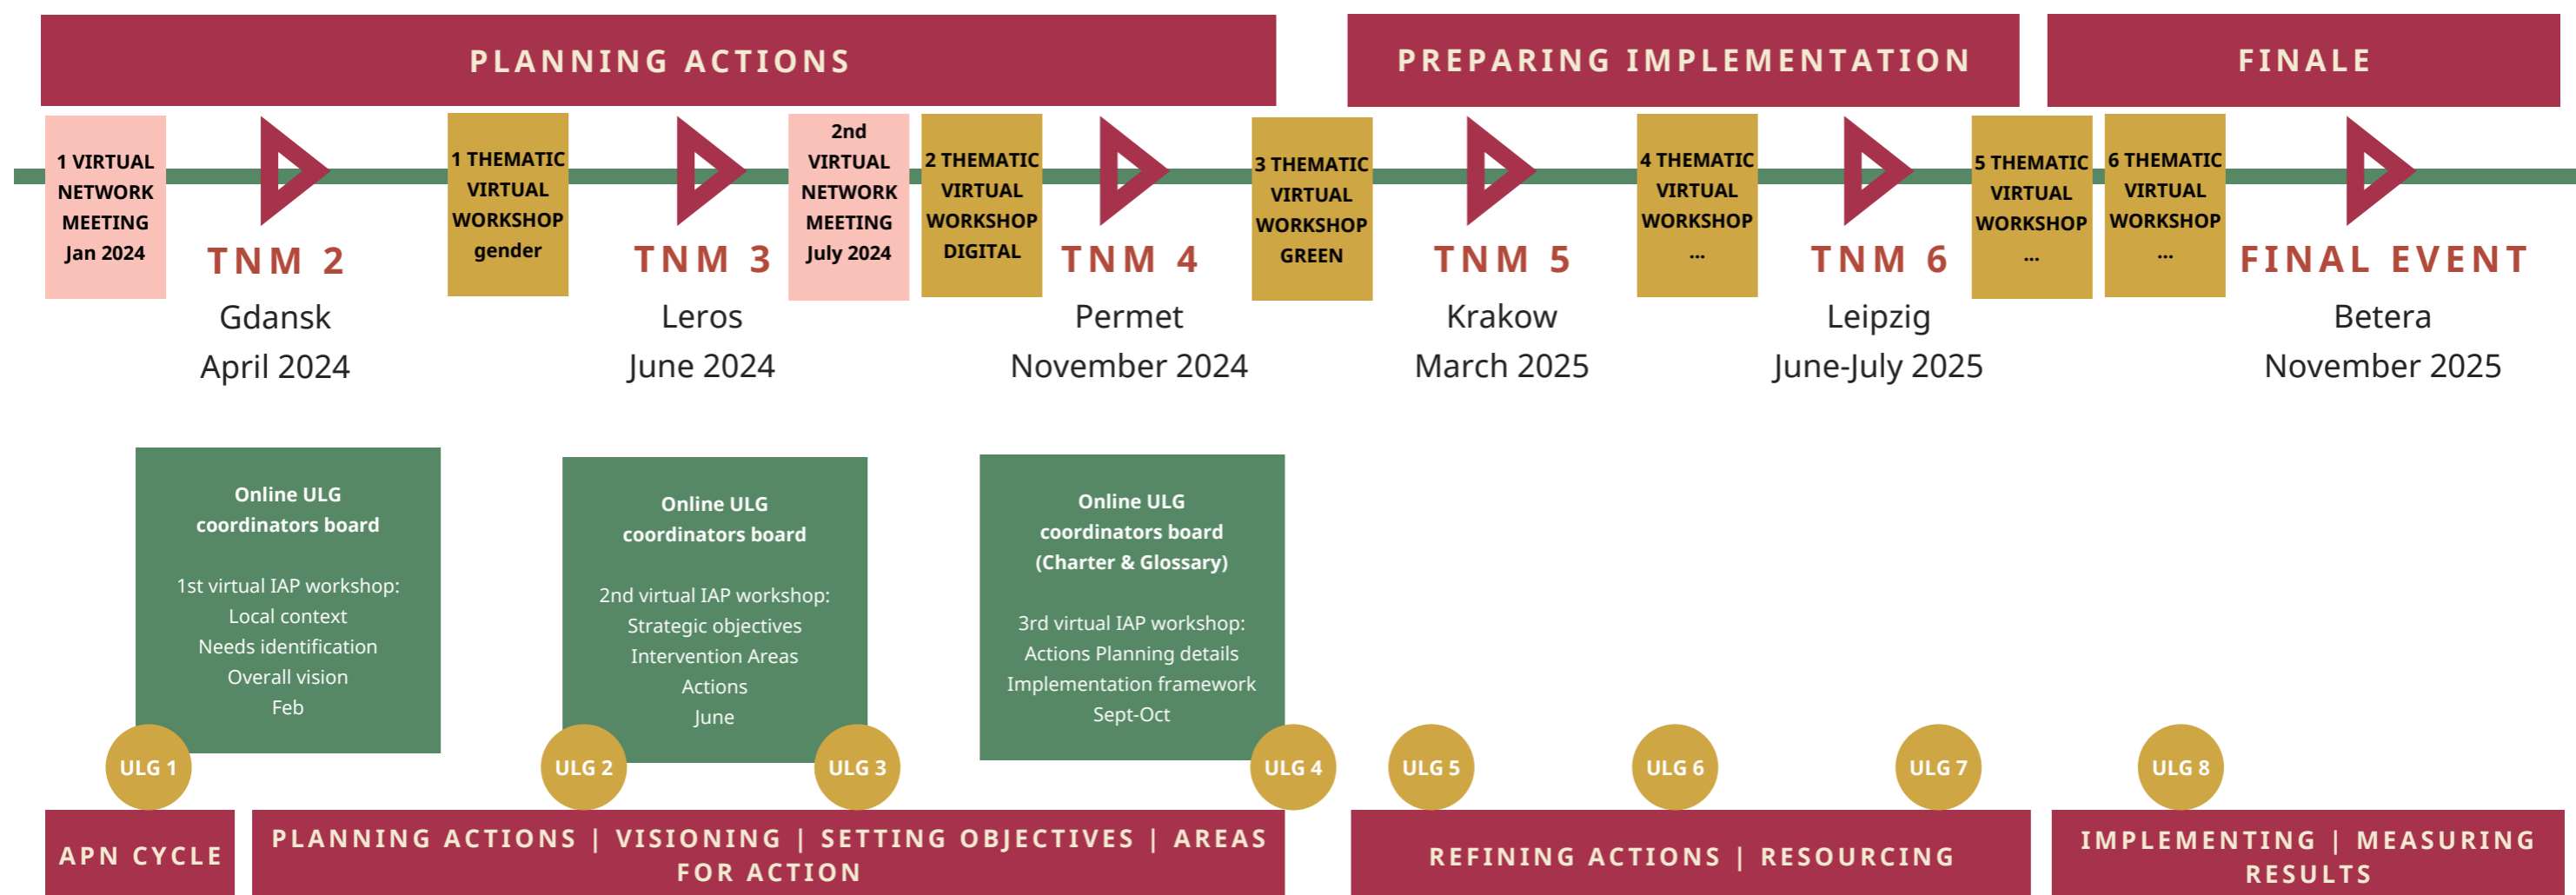 PLANNING ACTIONS
PREPARING IMPLEMENTATION
FINALE
1 VIRTUAL
NETWORK
MEETING
Jan 2024
TNM 2
Gdansk
April 2024
1 THEMATIC
VIRTUAL
WORKSHOP
gender
TNM 3
Leros
June 2024
2nd
VIRTUAL
NETWORK
MEETING
July 2024
2 THEMATIC
VIRTUAL
WORKSHOP
DIGITAL
TNM 4
Permet
November 2024
3 THEMATIC
VIRTUAL
WORKSHOP
GREEN
TNM 5
Krakow
March 2025
4 THEMATIC
VIRTUAL
WORKSHOP
...
TNM 6
Leipzig
June-July 2025
5 THEMATIC
VIRTUAL
WORKSHOP
...
6 THEMATIC
VIRTUAL
WORKSHOP
...
FINAL EVENT
Betera
November 2025
Online ULG
coordinators board
1st virtual IAP workshop:
Local context
Needs identification
Overall vision
Feb
Online ULG
coordinators board
2nd virtual IAP workshop:
Strategic objectives
Intervention Areas
Actions
June
Online ULG
coordinators board
(Charter & Glossary)
3rd virtual IAP workshop:
Actions Planning details
Implementation framework
Sept-Oct
ULG 1
ULG 2
ULG 3
ULG 4
ULG 5
ULG 6
ULG 7
ULG 8
APN CYCLE
PLANNING ACTIONS | VISIONING | SETTING OBJECTIVES | AREAS
FOR ACTION
REFINING ACTIONS | RESOURCING
IMPLEMENTING | MEASURING
RESULTS